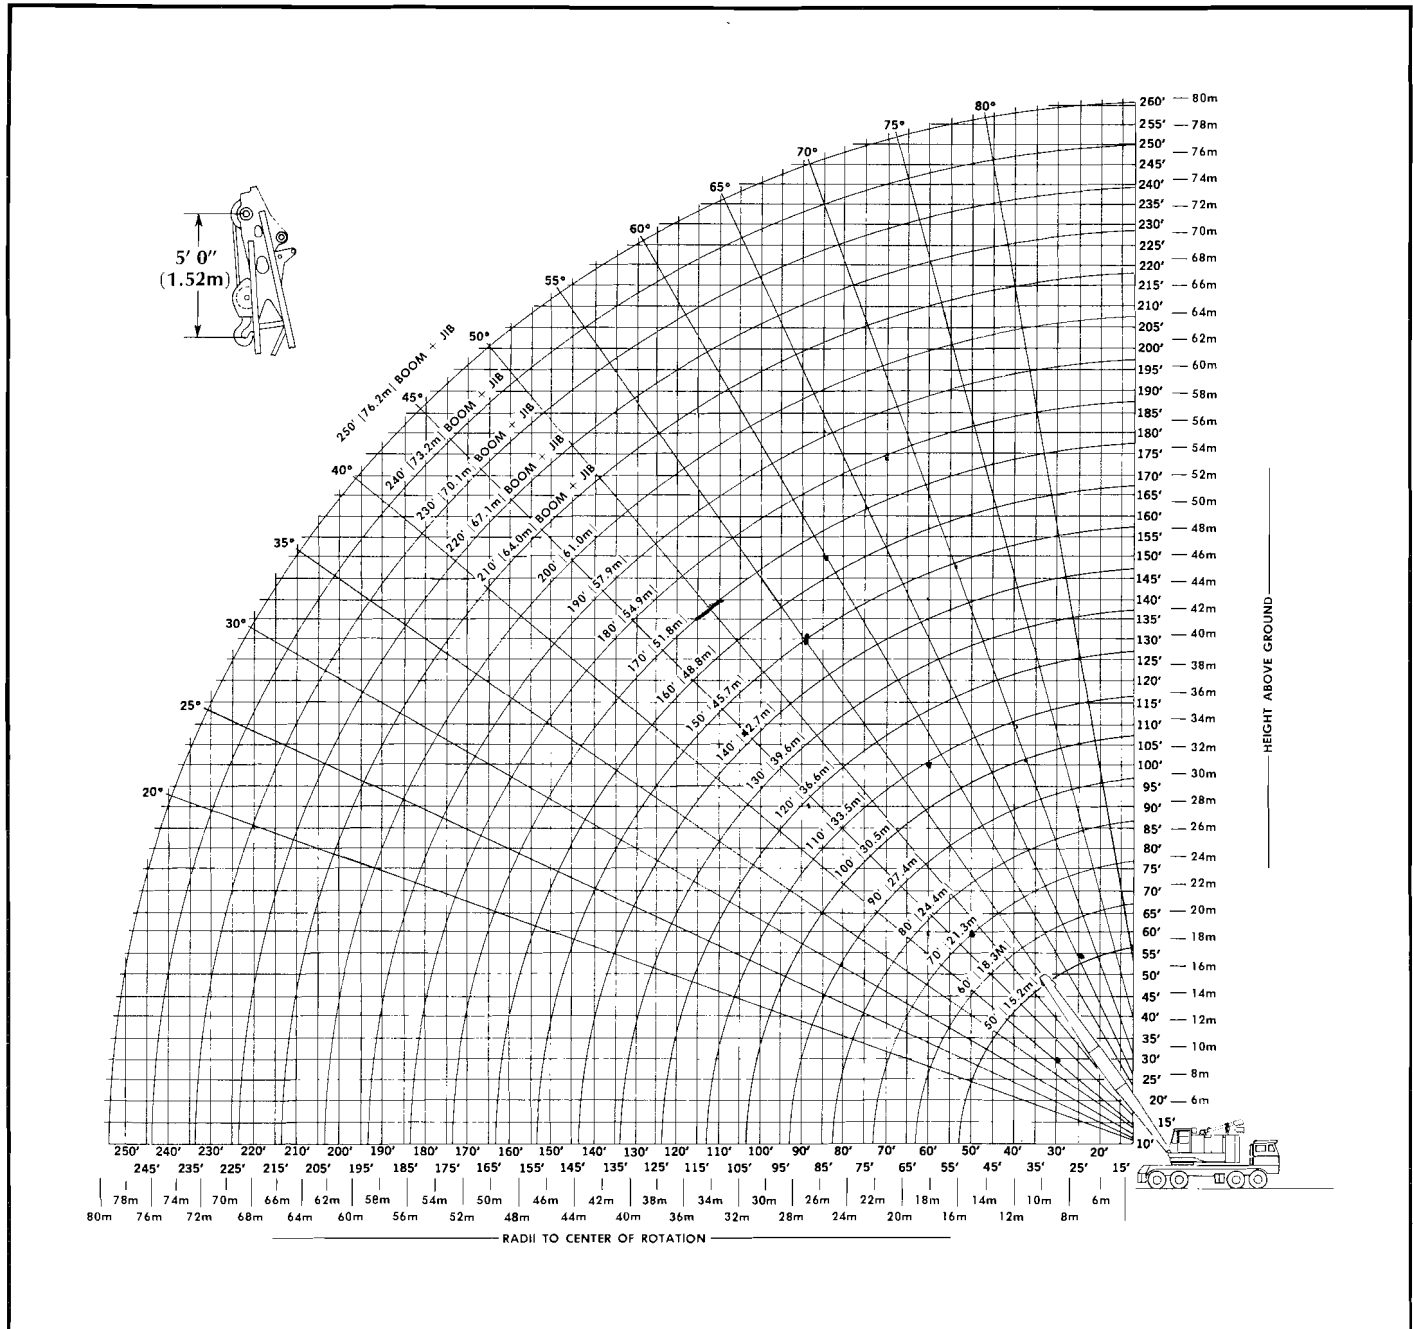 260' — 80m
255' — 78m
250' — 76m
245'
240' — 74m
235' — 72m
230' — 70m
225'
220' — 68m
215' — 66m
210' — 64m
205'
200' — 62m
195' — 60m
190' — 58m
185'
180' — 56m
175' — 54m
170' — 52m
165' — 50m
160'
155' — 48m
150' — 46m
145' — 44m
140' — 42m
135'
130' — 40m
125' — 38m
120' — 36m
115' — 34m
110'
105' — 32m
100' — 30m
95' — 28m
90'
85' — 26m
80' — 24m
75'
70' — 22m
65' — 20m
60' — 18m
55' — 16m
50'
45' — 14m
40' — 12m
35' — 10m
30'
25' — 8m
20' — 6m
15'
10'
HEIGHT ABOVE GROUND
80°
75°
70°
65°
60°
55°
50°
45°
40°
35°
30°
25°
20°
5' 0"
(1.52m)
250' (76.2m) BOOM + JIB
240' (73.2m) BOOM + JIB
230' (70.1m) BOOM + JIB
220' (67.1m) BOOM + JIB
210' (64.0m) BOOM + JIB
200' (61.0m)
190' (57.9m)
180' (54.9m)
170' (51.8m)
160' (48.8m)
150' (45.7m)
140' (42.7m)
130' (39.6m)
120' (36.6m)
110' (33.5m)
100' (30.5m)
90' (27.4m)
80' (24.4m)
70' (21.3m)
60' (18.3M)
50' (15.2m)
250' 240' 230' 220' 210' 200' 190' 180' 170' 160' 150' 140' 130' 120' 110' 100' 90' 80' 70' 60' 50' 40' 30' 20'
245' 235' 225' 215' 205' 195' 185' 175' 165' 155' 145' 135' 125' 115' 105' 95' 85' 75' 65' 55' 45' 35' 25' 15'
78m 74m 70m 66m 62m 58m 54m 50m 46m 42m 38m 34m 30m 26m 22m 18m 14m 10m 6m
80m 76m 72m 68m 64m 60m 56m 52m 48m 44m 40m 36m 32m 28m 24m 20m 16m 12m 8m
RADII TO CENTER OF ROTATION